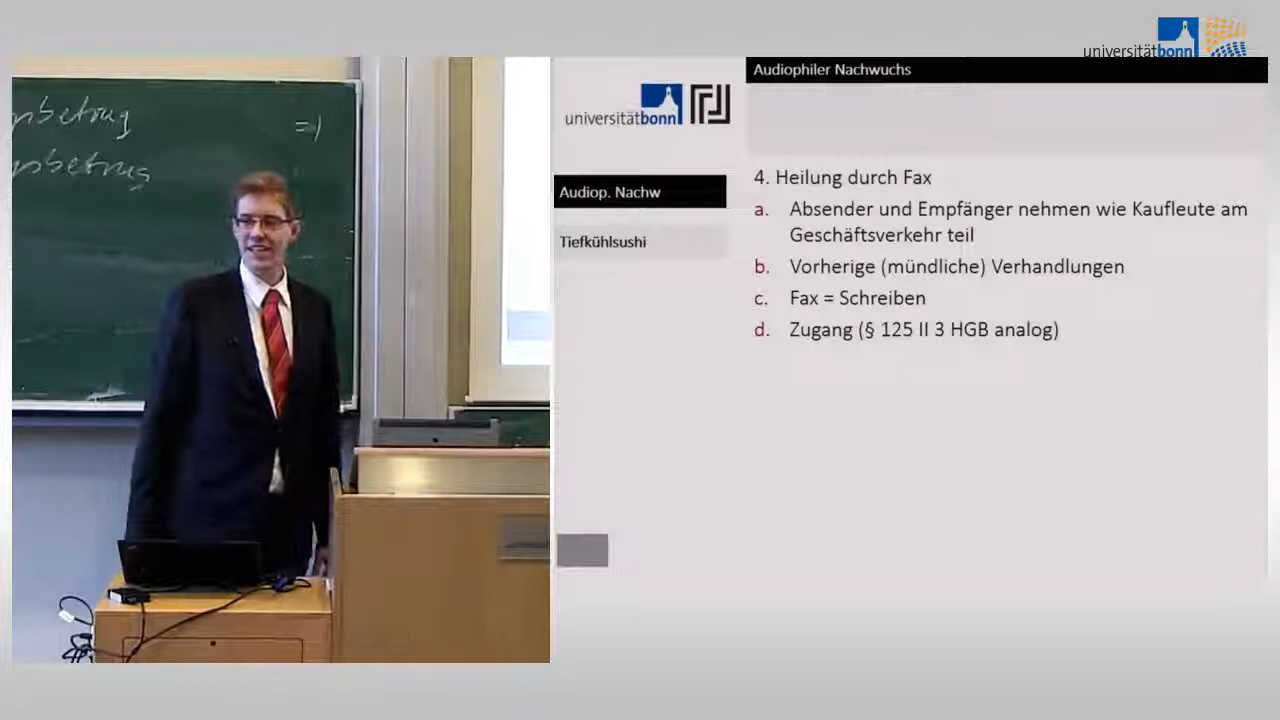 universitätbonn
Audiophiler Nachwuchs
universitätbonn
Audiop. Nachw
Tiefkühlsushi
4. Heilung durch Fax
a. Absender und Empfänger nehmen wie Kaufleute am
Geschäftsverkehr teil
b. Vorherige (mündliche) Verhandlungen
c. Fax = Schreiben
d. Zugang (§ 125 II 3 HGB analog)
=)